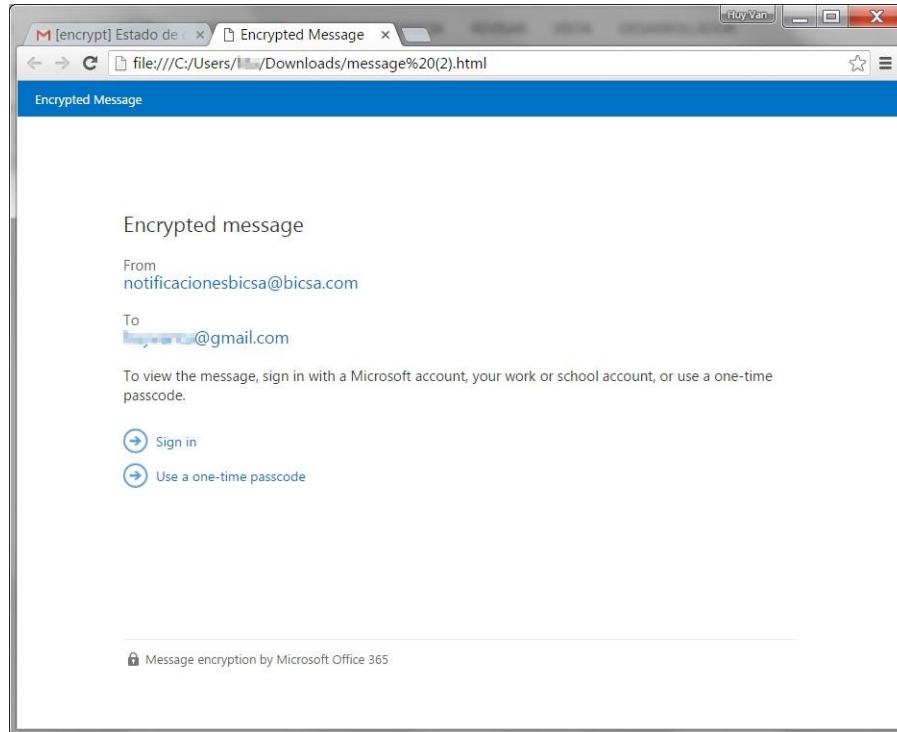 Huy Van
[encrypt] Estado de
Encrypted Message
file:///C:/Users/ /Downloads/message%20(2).html
Encrypted Message
Encrypted message
From
notificacionesbicsa@bicsa.com
To
@gmail.com
To view the message, sign in with a Microsoft account, your work or school account, or use a one-time
passcode.
Sign in
Use a one-time passcode
Message encryption by Microsoft Office 365